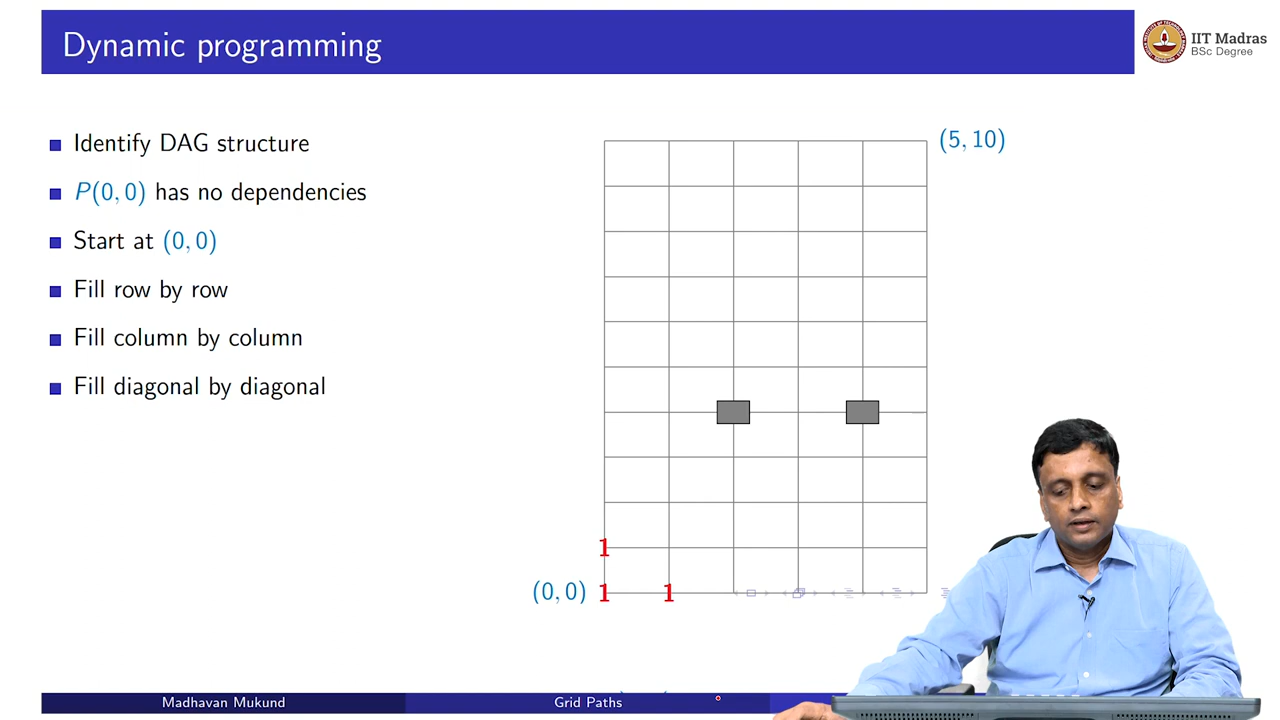 Dynamic programming
IIT Madras
BSc Degree
Identify DAG structure
P(0, 0) has no dependencies
Start at (0, 0)
Fill row by row
Fill column by column
Fill diagonal by diagonal
(5, 10)
1
(0, 0) 1 1
Madhavan Mukund
Grid Paths